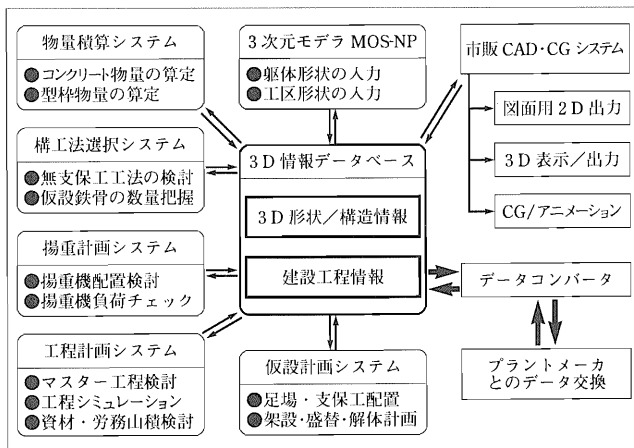 物量積算システム
●コンクリート物量の算定
●型枠物量の算定
3次元モデラ MOS-NP
●躯体形状の入力
●工区形状の入力
市販 CAD・CG システム
図面用2D出力
3D 表示／出力
CG/アニメーション
構工法選択システム
●無支保工工法の検討
●仮設鉄骨の数量把握
3D 情報データベース
3D 形状／構造情報
建設工程情報
揚重計画システム
●揚重機配置検討
●揚重機負荷チェック
データコンバータ
プラントメーカ
とのデータ交換
工程計画システム
●マスター工程検討
●工程シミュレーション
●資材・労務山積検討
仮設計画システム
●足場・支保工配置
●架設・盛替・解体計画